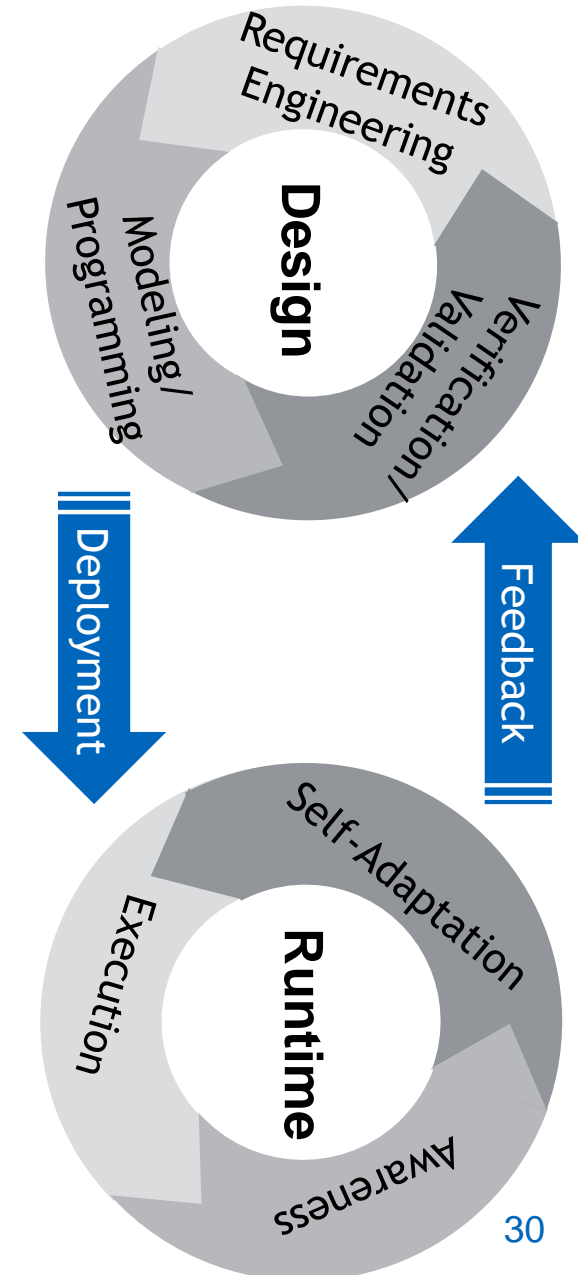 Requirements
Engineering
Design
Modeling/
Programming
Verification/
Validation
Deployment
Feedback
Self-Adaptation
Runtime
Execution
Awareness
30